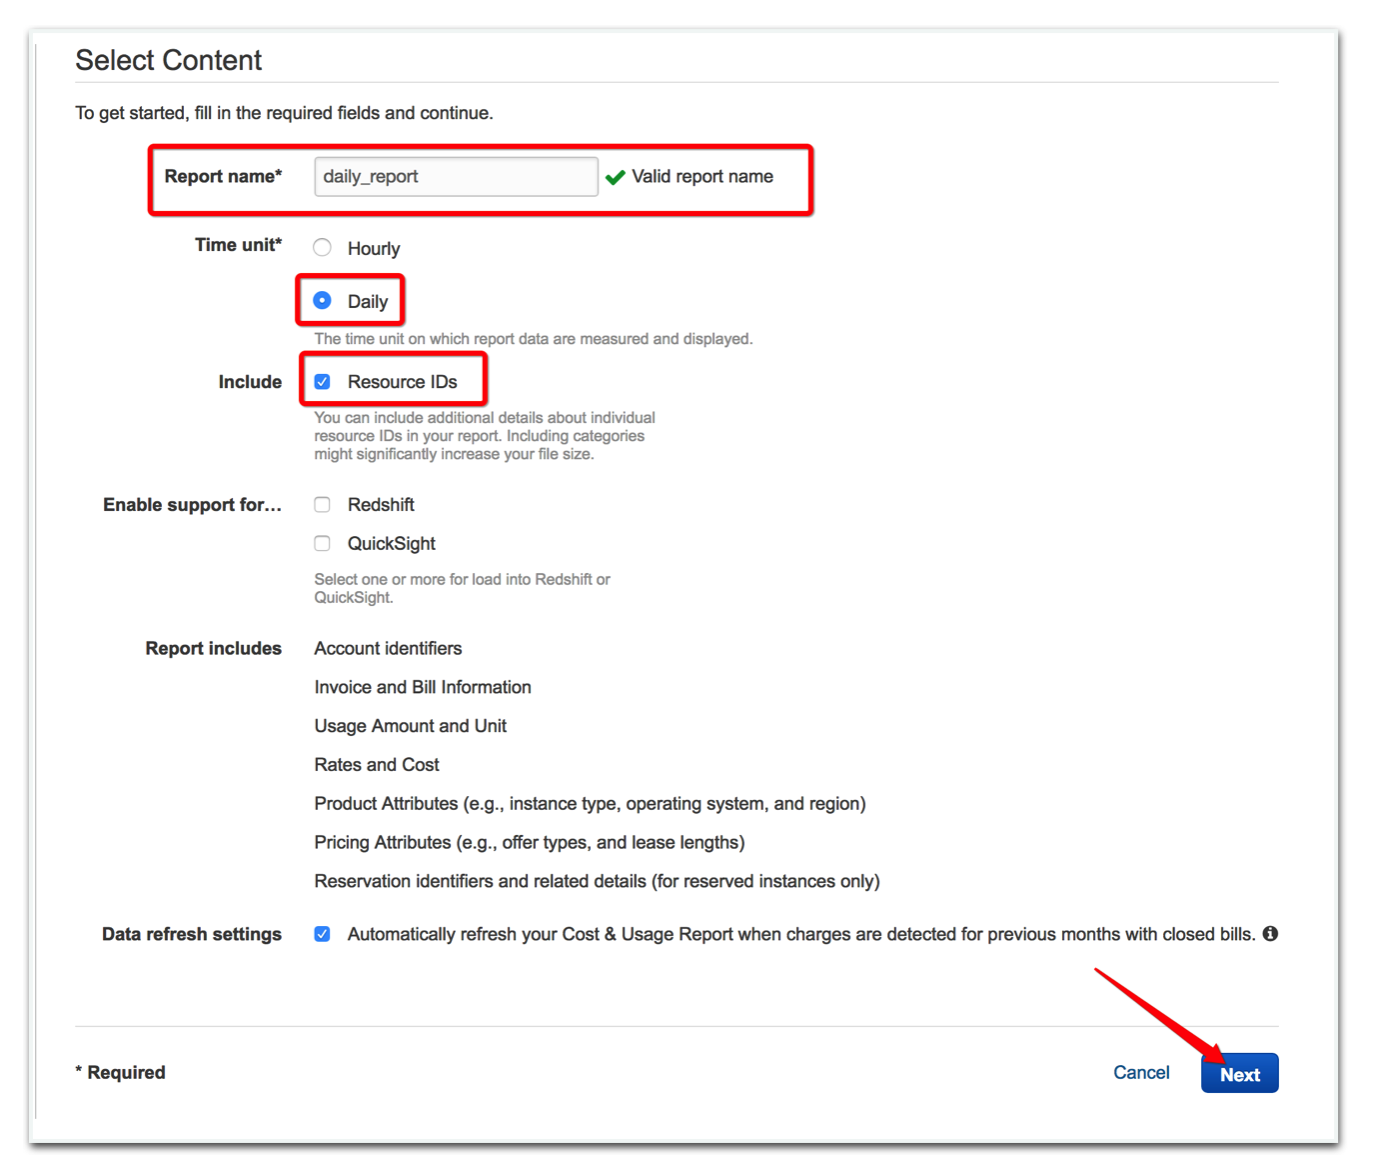 Select Content
To get started, fill in the required fields and continue.
Report name* daily_report Valid report name
Time unit* Hourly
Daily
The time unit on which report data are measured and displayed.
Include Resource IDs
You can include additional details about individual
resource IDs in your report. Including categories
might significantly increase your file size.
Enable support for... Redshift
QuickSight
Select one or more for load into Redshift or
QuickSight.
Report includes Account identifiers
Invoice and Bill Information
Usage Amount and Unit
Rates and Cost
Product Attributes (e.g., instance type, operating system, and region)
Pricing Attributes (e.g., offer types, and lease lengths)
Reservation identifiers and related details (for reserved instances only)
Data refresh settings Automatically refresh your Cost & Usage Report when charges are detected for previous months with closed bills.
* Required Cancel Next